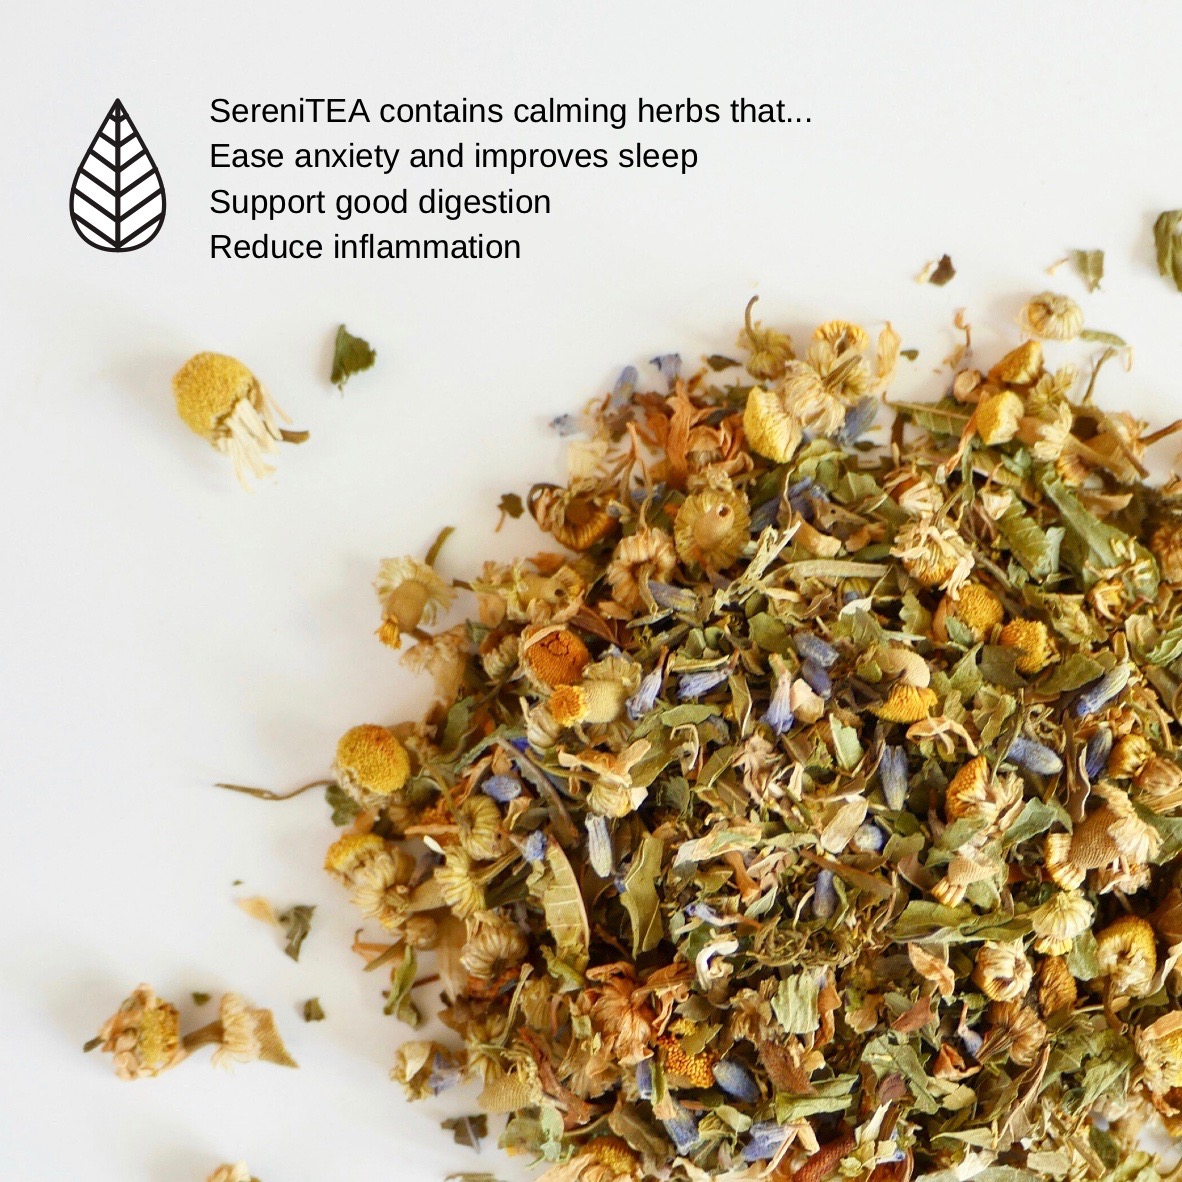 SereniTEA contains calming herbs that...
Ease anxiety and improves sleep
Support good digestion
Reduce inflammation